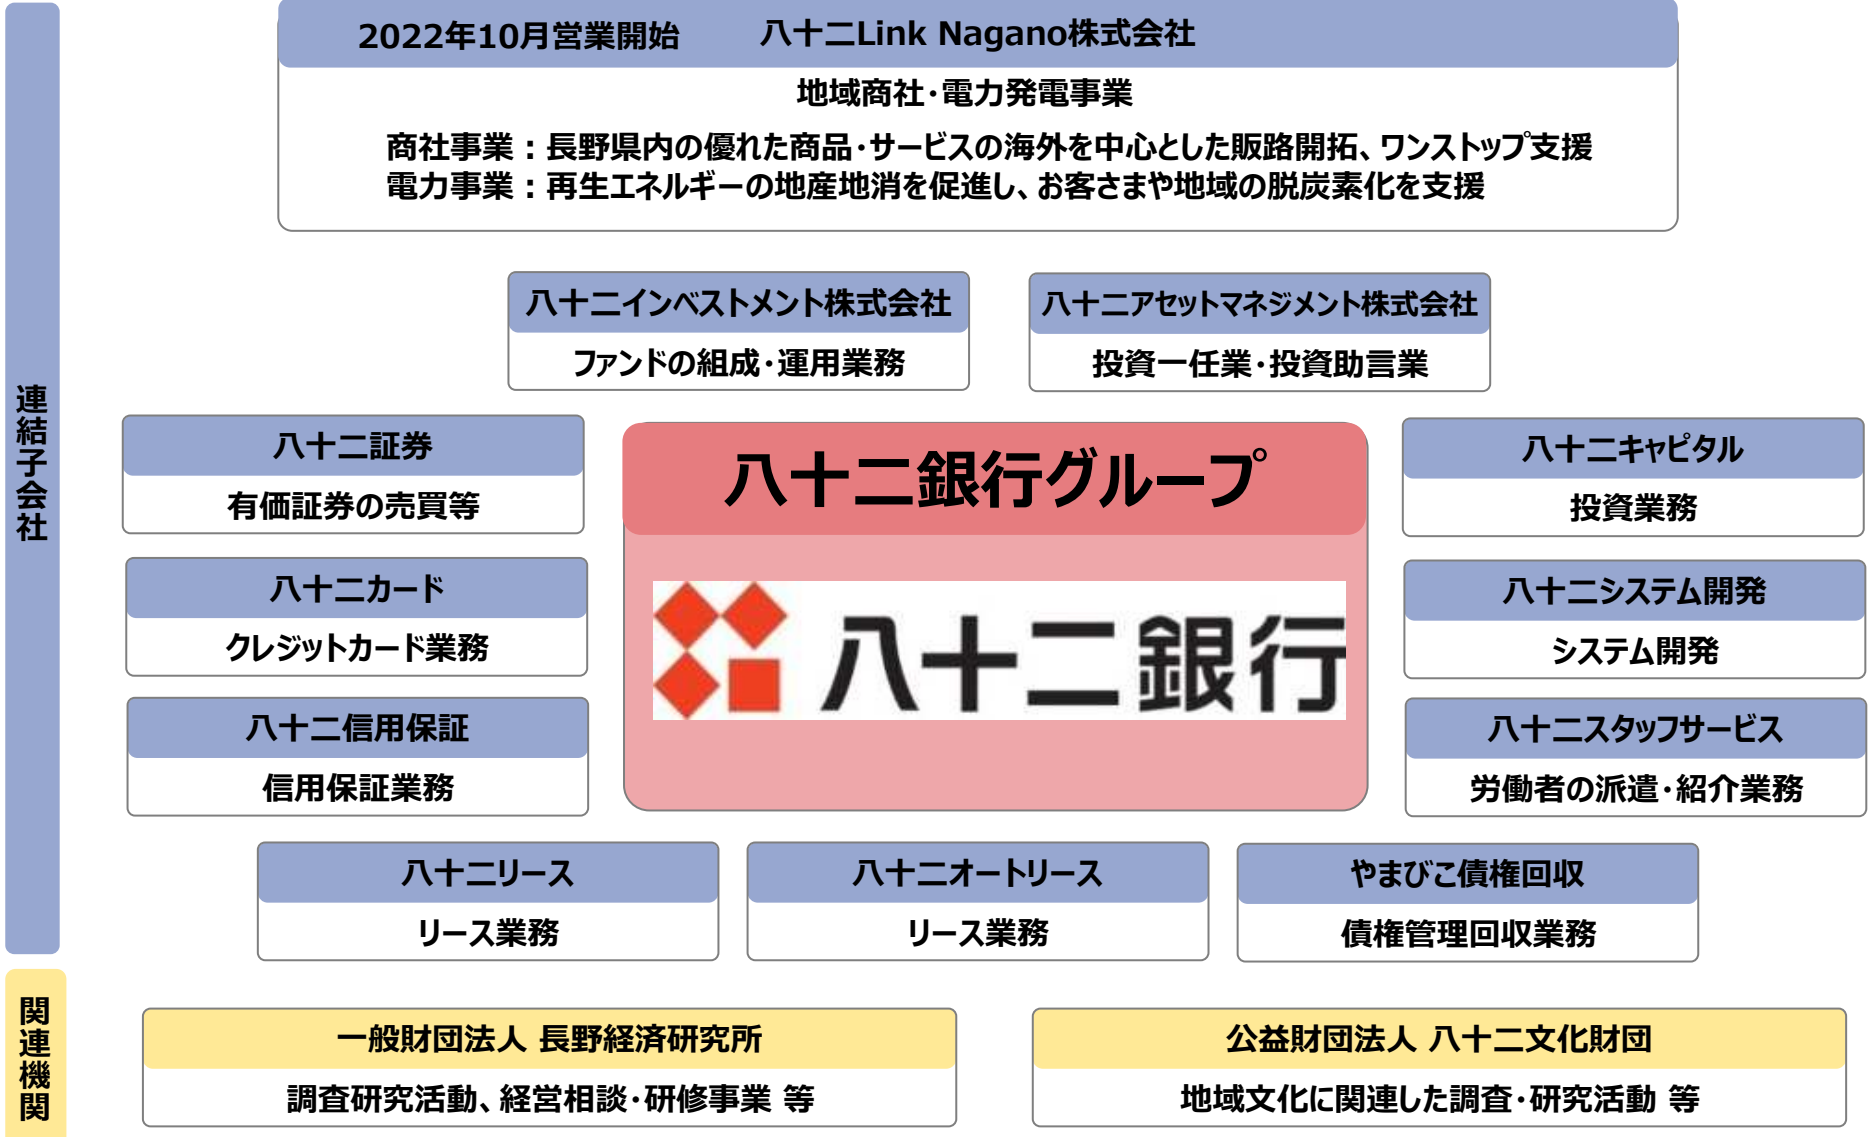 2022年10月営業開始 八十二Link Nagano株式会社
地域商社・電力発電事業
商社事業：長野県内の優れた商品・サービスの海外を中心とした販路開拓、ワンストップ支援
電力事業：再生エネルギーの地産地消を促進し、お客さまや地域の脱炭素化を支援
連結子会社
八十二インベストメント株式会社
ファンドの組成・運用業務
八十二アセットマネジメント株式会社
投資一任業・投資助言業
八十二証券
有価証券の売買等
八十二カード
クレジットカード業務
八十二信用保証
信用保証業務
八十二銀行グループ
八十二銀行
八十二キャピタル
投資業務
八十二システム開発
システム開発
八十二スタッフサービス
労働者の派遣・紹介業務
八十二リース
リース業務
八十二オートリース
リース業務
やまびこ債権回収
債権管理回収業務
関連機関
一般財団法人 長野経済研究所
調査研究活動、経営相談・研修事業 等
公益財団法人 八十二文化財団
地域文化に関連した調査・研究活動 等